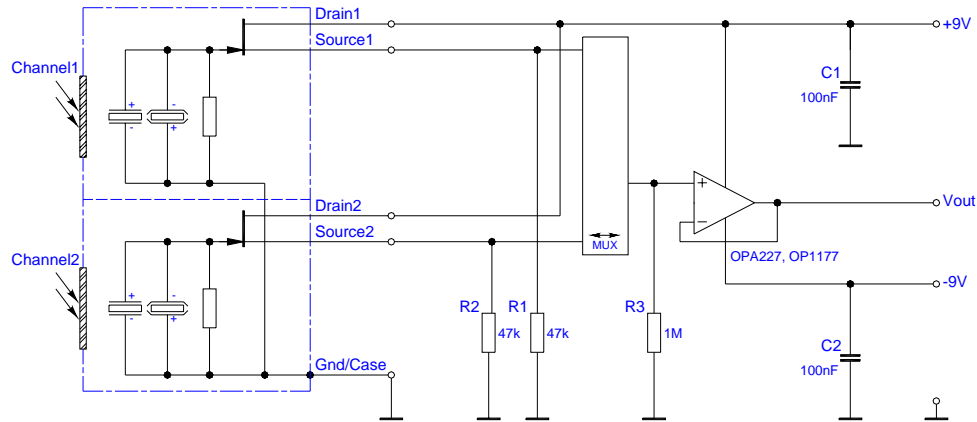 Drain1
+9V
Source1
Channel1
+ -
- +
C1
100nF
+
Drain2
Vout
Source2
−
MUX
OPA227, OP1177
Channel2
-9V
+ -
- +
R2
R1
R3
47k
47k
1M
C2
100nF
Gnd/Case